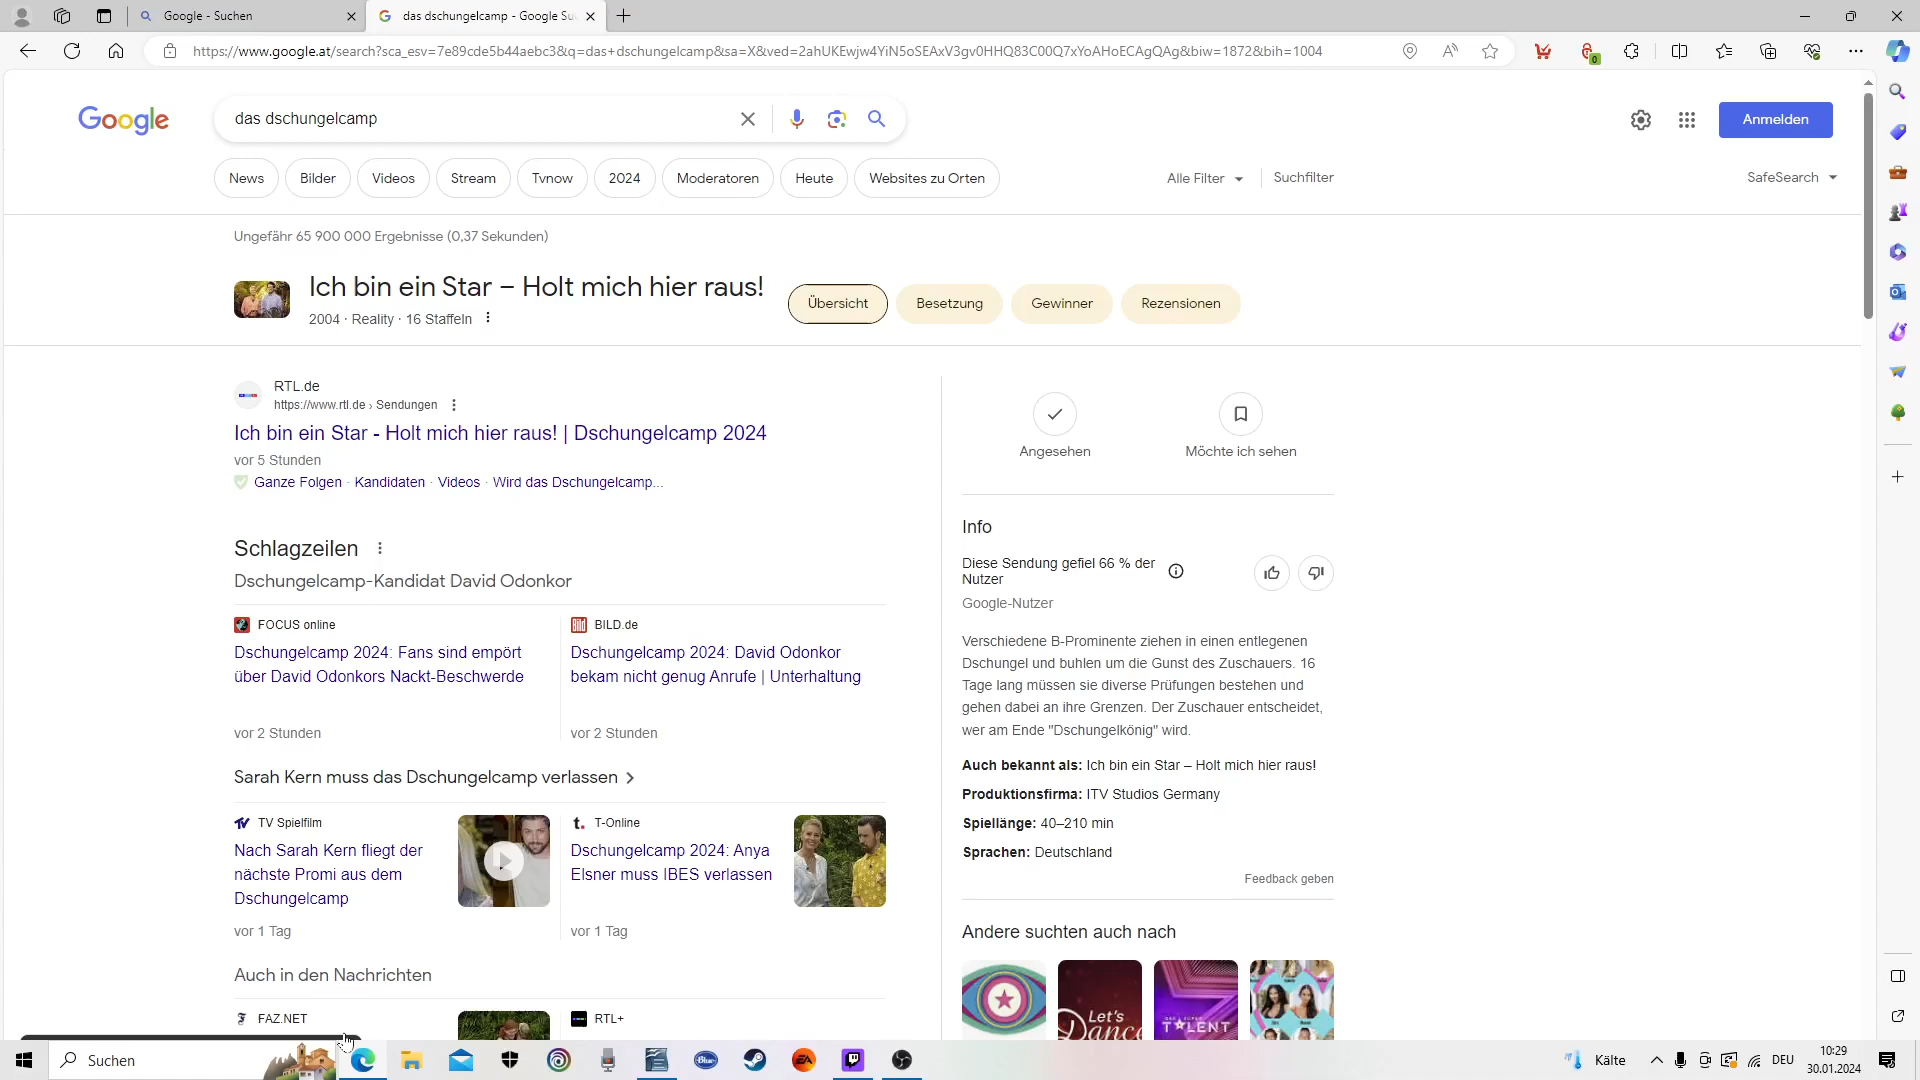 Google - Suchen
das dschungelcamp - Google Su
https://www.google.at/search?sca_esv=7e89cde5b44aebc3&q=das+dschungelcamp&sa=X&ved=2ahUKEwjw4YiN5oSEAxV3gv0HHQ83C00Q7xYoAHoECAgQAg&biw=1872&bih=1004
0
Google
das dschungelcamp
Anmelden
News
Bilder
Videos
Stream
Tvnow
2024
Moderatoren
Heute
Websites zu Orten
Alle Filter
Suchfilter
SafeSearch
Ungefähr 65 900 000 Ergebnisse (0,37 Sekunden)
Ich bin ein Star – Holt mich hier raus!
2004 · Reality · 16 Staffeln
Übersicht
Besetzung
Gewinner
Rezensionen
RTL.de
https://www.rtl.de › Sendungen
Ich bin ein Star - Holt mich hier raus! | Dschungelcamp 2024
vor 5 Stunden
Ganze Folgen · Kandidaten · Videos · Wird das Dschungelcamp...
Schlagzeilen
Dschungelcamp-Kandidat David Odonkor
FOCUS online
Dschungelcamp 2024: Fans sind empört
über David Odonkors Nackt-Beschwerde
vor 2 Stunden
Bild
BILD.de
Dschungelcamp 2024: David Odonkor
bekam nicht genug Anrufe | Unterhaltung
vor 2 Stunden
Sarah Kern muss das Dschungelcamp verlassen
TV Spielfilm
Nach Sarah Kern fliegt der
nächste Promi aus dem
Dschungelcamp
vor 1 Tag
t.
T-Online
Dschungelcamp 2024: Anya
Elsner muss IBES verlassen
vor 1 Tag
Auch in den Nachrichten
FAZ.NET
RTL+
Angesehen
Möchte ich sehen
Info
Diese Sendung gefiel 66 % der
Nutzer
Google-Nutzer
Verschiedene B-Prominente ziehen in einen entlegenen
Dschungel und buhlen um die Gunst des Zuschauers. 16
Tage lang müssen sie diverse Prüfungen bestehen und
gehen dabei an ihre Grenzen. Der Zuschauer entscheidet,
wer am Ende "Dschungelkönig" wird.
Auch bekannt als: Ich bin ein Star – Holt mich hier raus!
Produktionsfirma: ITV Studios Germany
Spiellänge: 40–210 min
Sprachen: Deutschland
Feedback geben
Andere suchten auch nach
Let's
Dance
TALENT
Suchen
Blue
EA
Kälte
DEU
10:29
30.01.2024